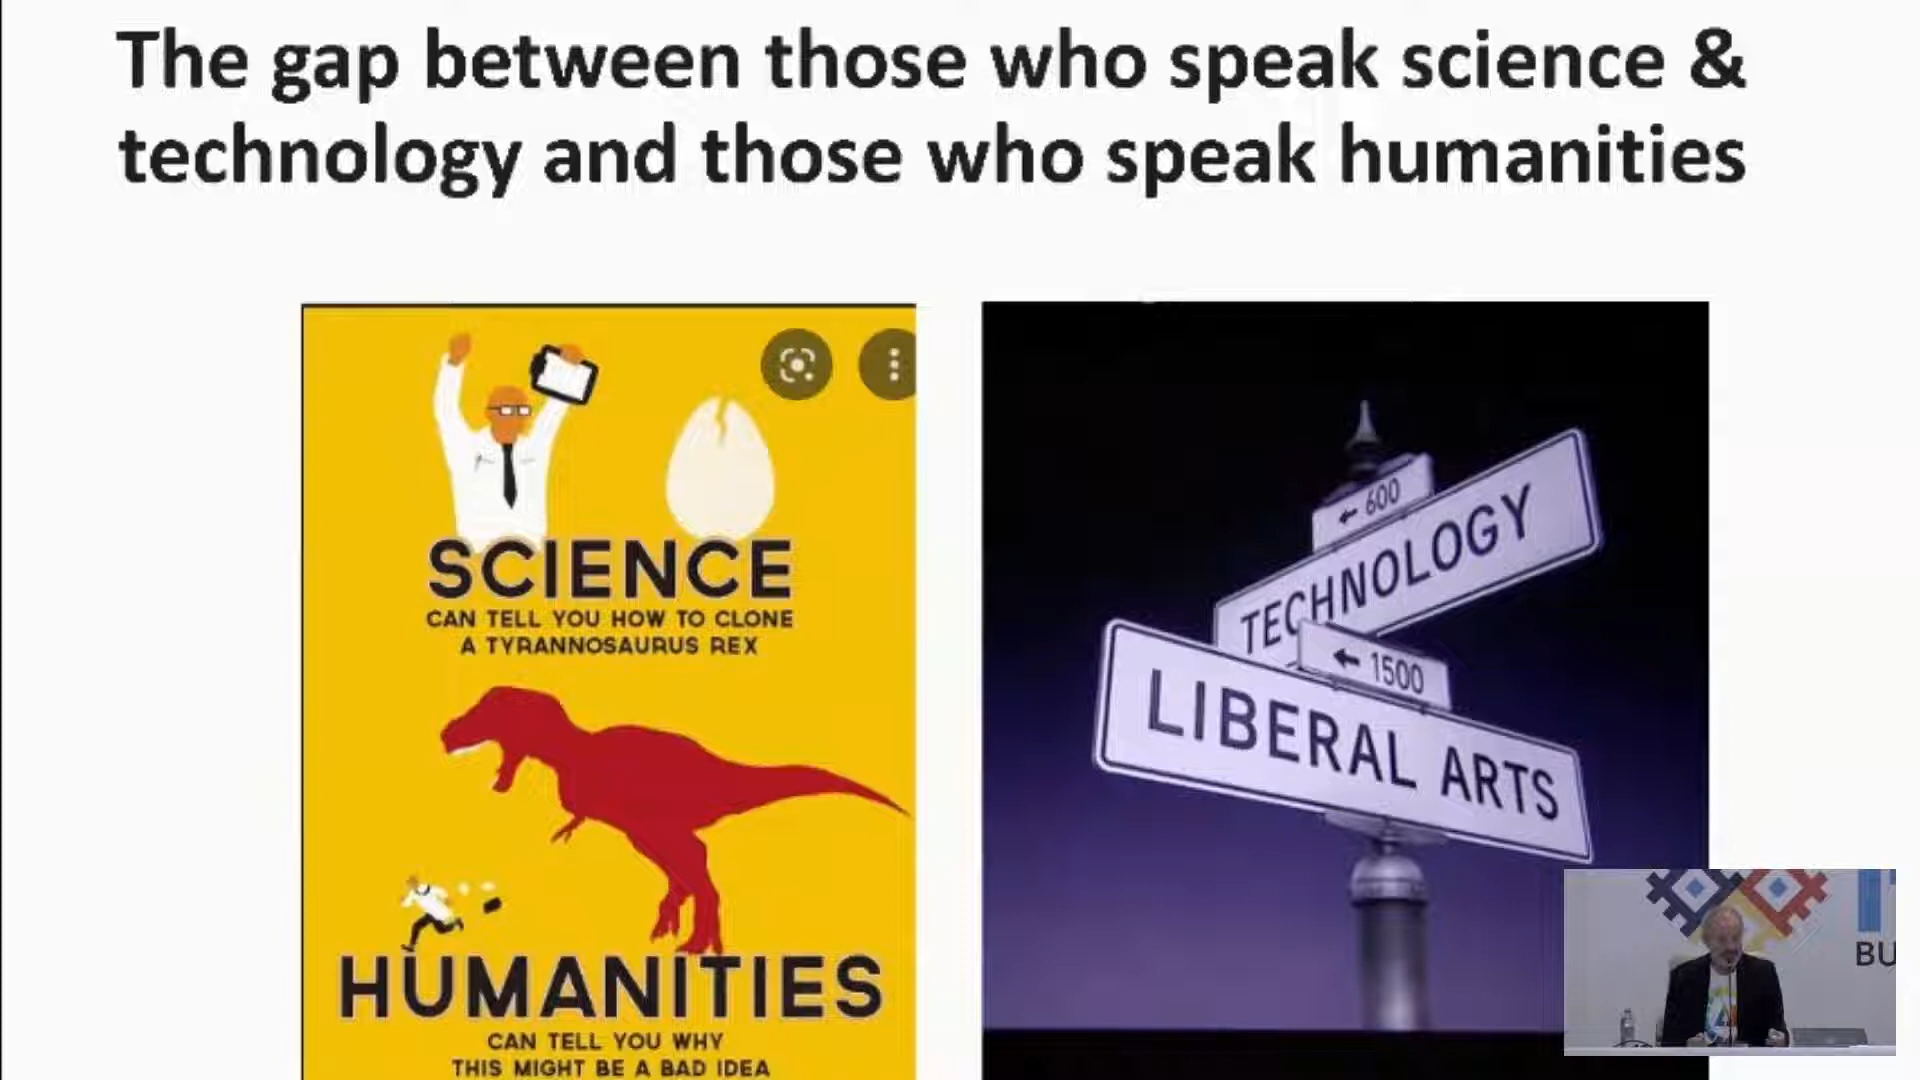 The gap between those who speak science &
technology and those who speak humanities
SCIENCE
CAN TELL YOU HOW TO CLONE
A TYRANNOSAURUS REX
HUMANITIES
CAN TELL YOU WHY
THIS MIGHT BE A BAD IDEA
← 600
TECHNOLOGY
← 1500
LIBERAL ARTS
BU